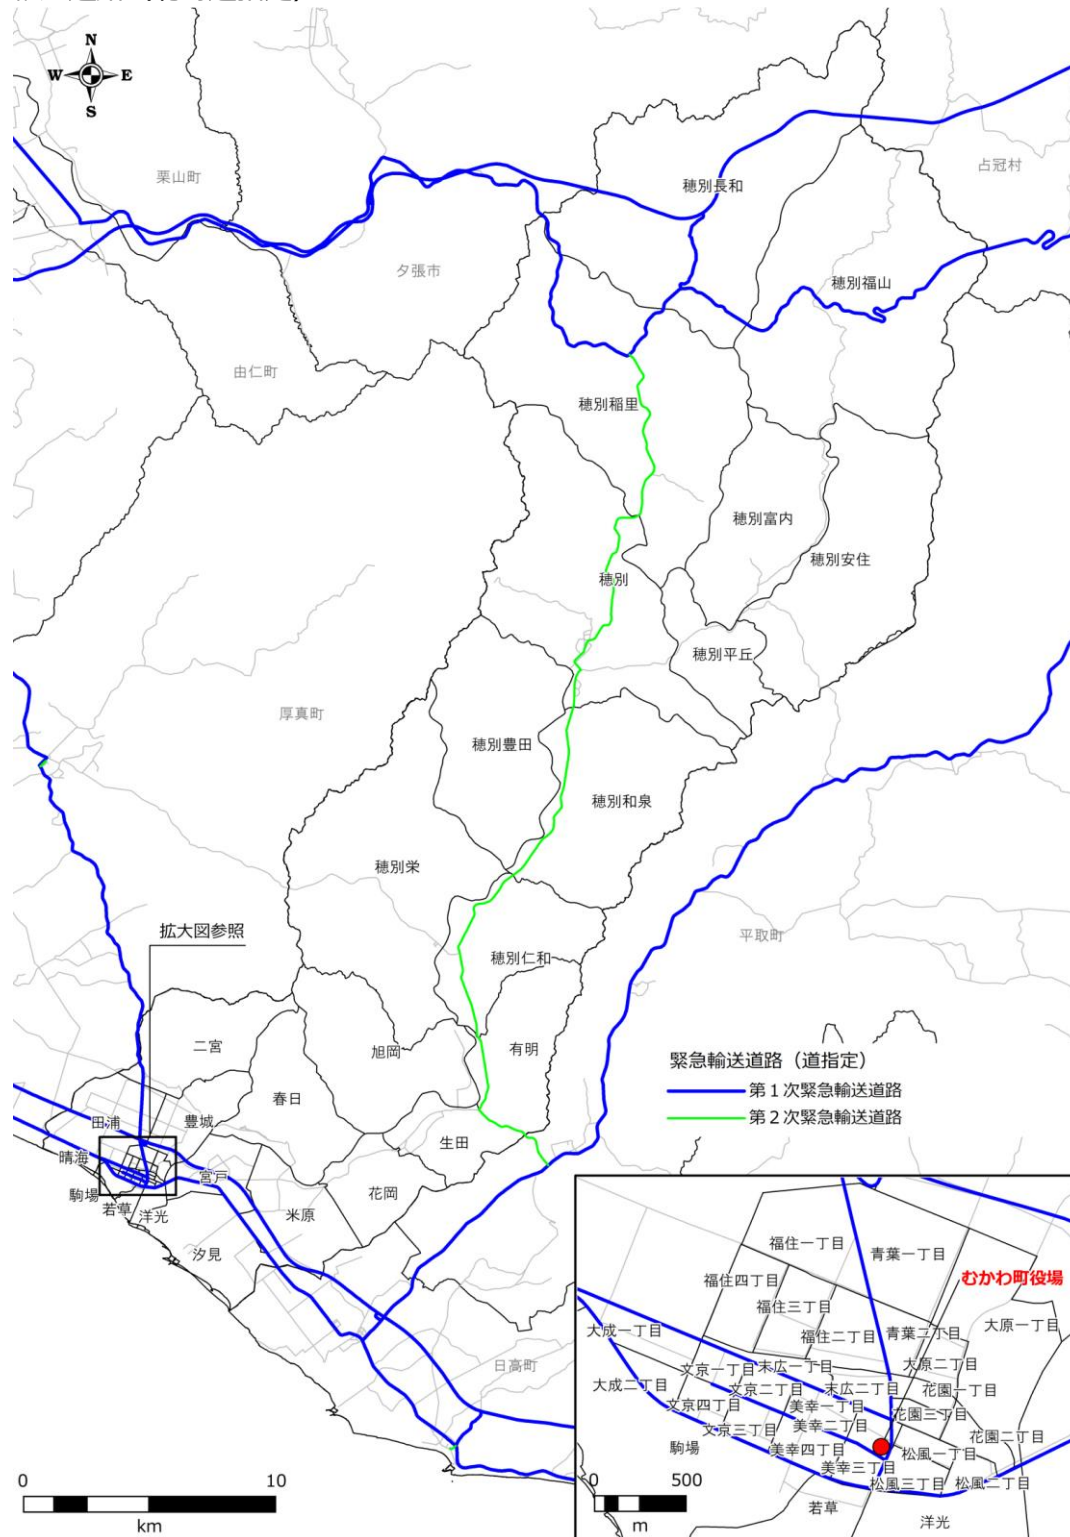 N
W E
S
栗山町
穂別長和
占冠村
夕張市
穂別福山
由仁町
穂別稲里
穂別富内
穂別安住
穂別
穂別平丘
厚真町
穂別豊田
穂別和泉
穂別栄
拡大図参照
平取町
穂別仁和
二宮
旭岡
有明
緊急輸送道路（道指定）
第１次緊急輸送道路
第２次緊急輸送道路
春日
田浦
豊城
生田
晴海
宮戸
駒場
花岡
若草
洋光
米原
汐見
日高町
福住一丁目
青葉一丁目
むかわ町役場
福住四丁目
福住三丁目
大原一丁目
大成一丁目
福住二丁目
青葉二丁目
文京一丁目
末広一丁目
大原二丁目
大成二丁目
文京二丁目
末広二丁目
花園一丁目
文京四丁目
美幸一丁目
花園三丁目
文京三丁目
美幸二丁目
花園二丁目
駒場
美幸四丁目
松風一丁目
美幸三丁目
松風三丁目
松風二丁目
若草
洋光
0 10
km
0 500
m